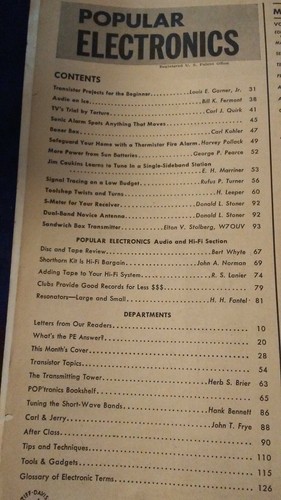 POPULAR
ELECTRONICS
Registered U. S. Patent Office
CONTENTS
Transistor Projects for the Beginner Louis E. Garner, Jr. 31
Audio on Ice Bill K. Fermont 38
TV's Trial by Torture Carl J. Quirk 41
Sonic Alarm Spots Anything That Moves 45
Boner Box Carl Kohler 47
Safeguard Your Home with a Thermistor Fire Alarm Harvey Pollack 49
More Power from Sun Batteries George P. Pearce 52
Jim Caukins Learns to Tune in a Single-Sideband Station
E. H. Marriner 53
Signal Tracing on a Low Budget Rufus P. Turner 56
Toolshop Twists and Turns H. Leeper 60
S-Meter for Your Receiver Donald L. Stoner 92
Dual-Band Novice Antenna Donald L. Stoner 92
Sandwich Box Transmitter Elton V. Stolberg, W7QUV 93
POPULAR ELECTRONICS Audio and Hi-Fi Section
Disc and Tape Review Bert Whyte 67
Shorthorn Kit Is Hi-Fi Bargain John A. Norman 69
Adding Tape to Your Hi-Fi System R. S. Lanier 74
Clubs Provide Good Records for Less $$$ 79
Resonators—Large and Small H. H. Fantel 81
DEPARTMENTS
Letters from Our Readers 10
What's the PE Answer? 20
This Month's Cover 28
Transistor Topics 54
The Transmitting Tower Herb S. Brier 63
POP'tronics Bookshelf 65
Tuning the Short-Wave Bands Hank Bennett 86
Carl & Jerry John T. Frye 88
After Class 90
Tips and Techniques 110
Tools & Gadgets 115
Glossary of Electronic Terms 126